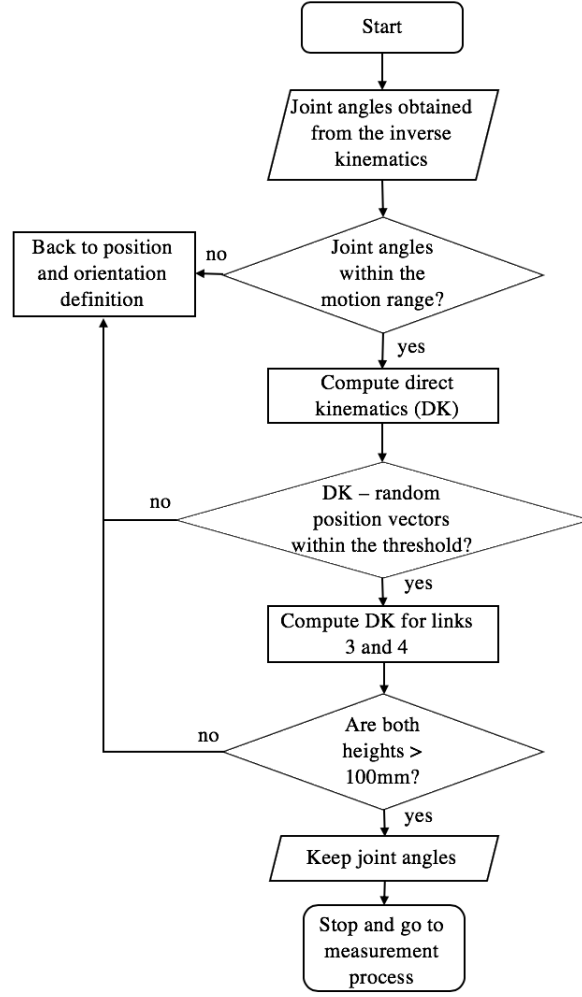 Start
Joint angles obtained
from the inverse
kinematics
Back to position
and orientation
definition
no
Joint angles
within the
motion range?
yes
Compute direct
kinematics (DK)
no
DK – random
position vectors
within the threshold?
yes
Compute DK for links
3 and 4
no
Are both
heights >
100mm?
yes
Keep joint angles
Stop and go to
measurement
process